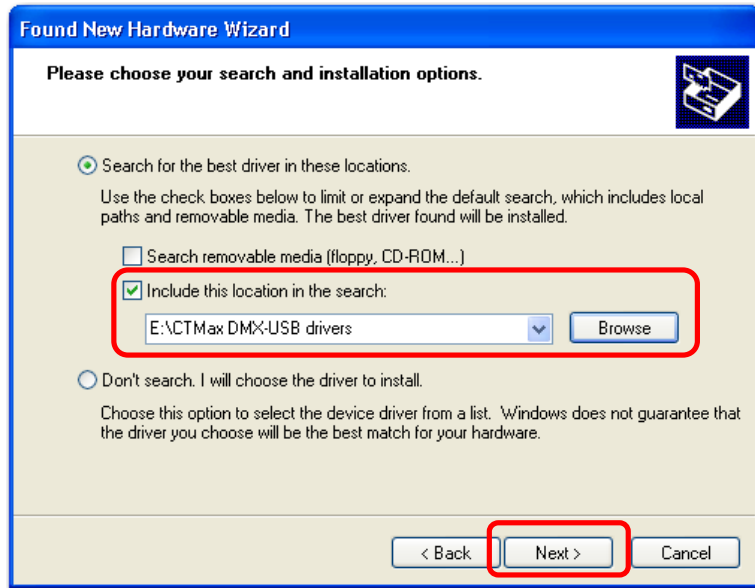 Found New Hardware Wizard
Please choose your search and installation options.
Search for the best driver in these locations.
Use the check boxes below to limit or expand the default search, which includes local
paths and removable media. The best driver found will be installed.
Search removable media (floppy, CD-ROM...)
Include this location in the search:
E:\CTMax DMX-USB drivers
Browse
Don't search. I will choose the driver to install.
Choose this option to select the device driver from a list.  Windows does not guarantee that
the driver you choose will be the best match for your hardware.
< Back Next > Cancel